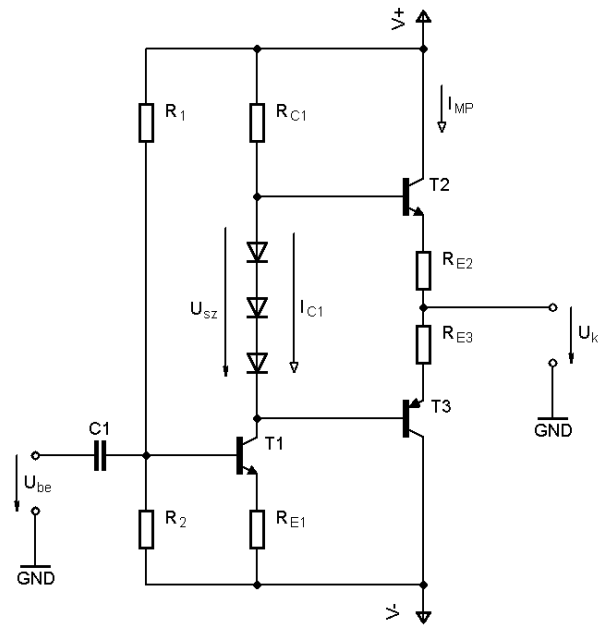 V+
R1
RC1
IMP
T2
RE2
Usz
IC1
Uk
RE3
T3
GND
C1
T1
Ube
R2
RE1
GND
V-